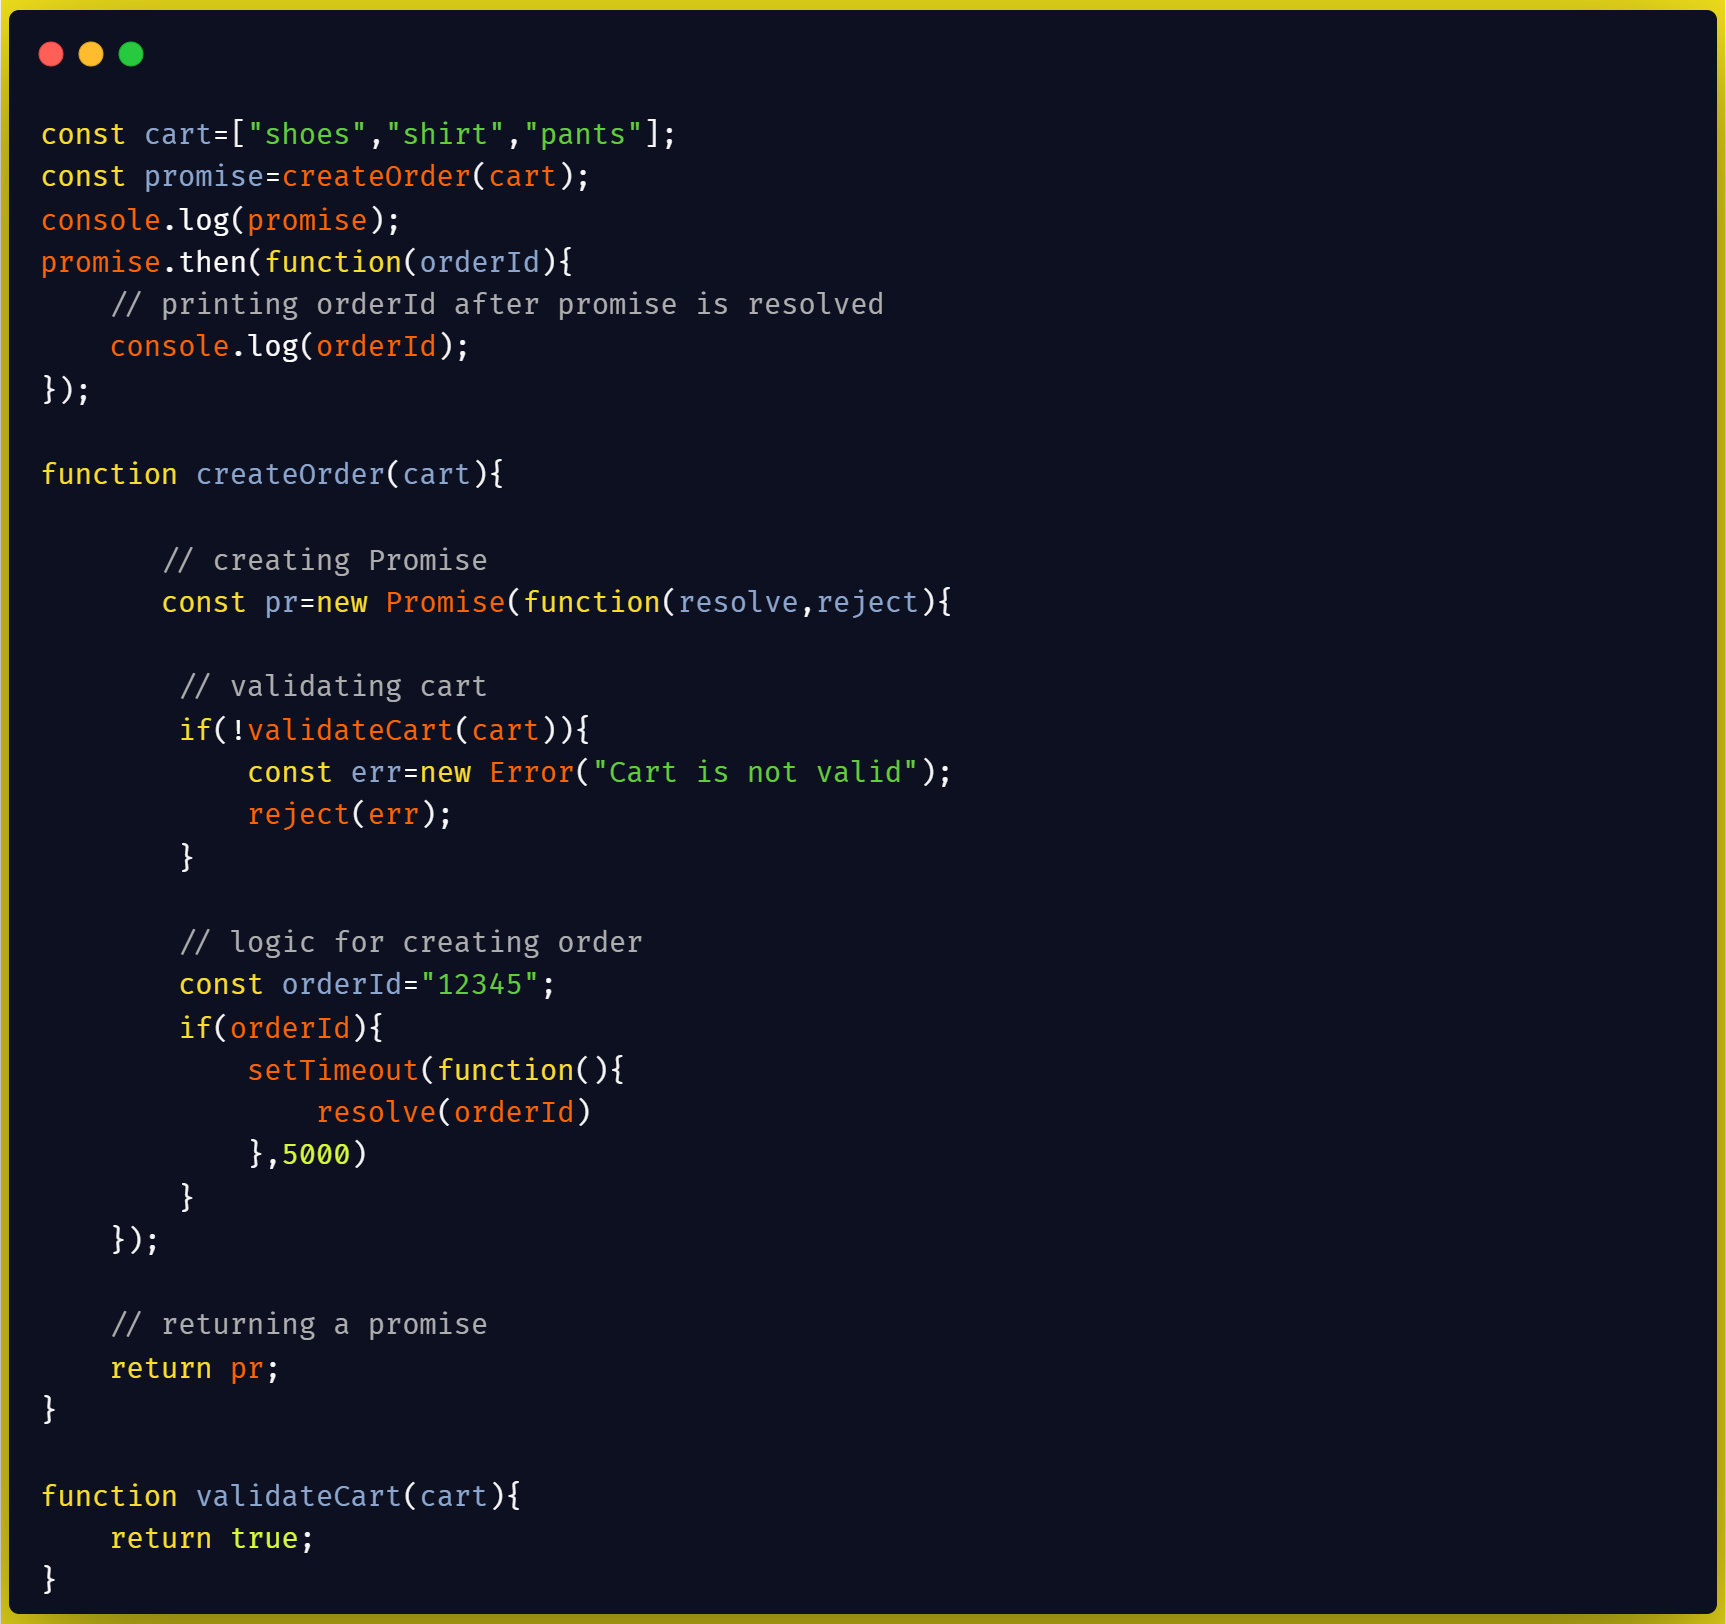 const cart=["shoes","shirt","pants"];
const promise=createOrder(cart);
console.log(promise);
promise.then(function(orderId){
    // printing orderId after promise is resolved
    console.log(orderId);
});

function createOrder(cart){

       // creating Promise
       const pr=new Promise(function(resolve,reject){

        // validating cart
        if(!validateCart(cart)){
            const err=new Error("Cart is not valid");
            reject(err);
        }

        // logic for creating order
        const orderId="12345";
        if(orderId){
            setTimeout(function(){
                resolve(orderId)
            },5000)
        }
    });

    // returning a promise
    return pr;
}

function validateCart(cart){
    return true;
}